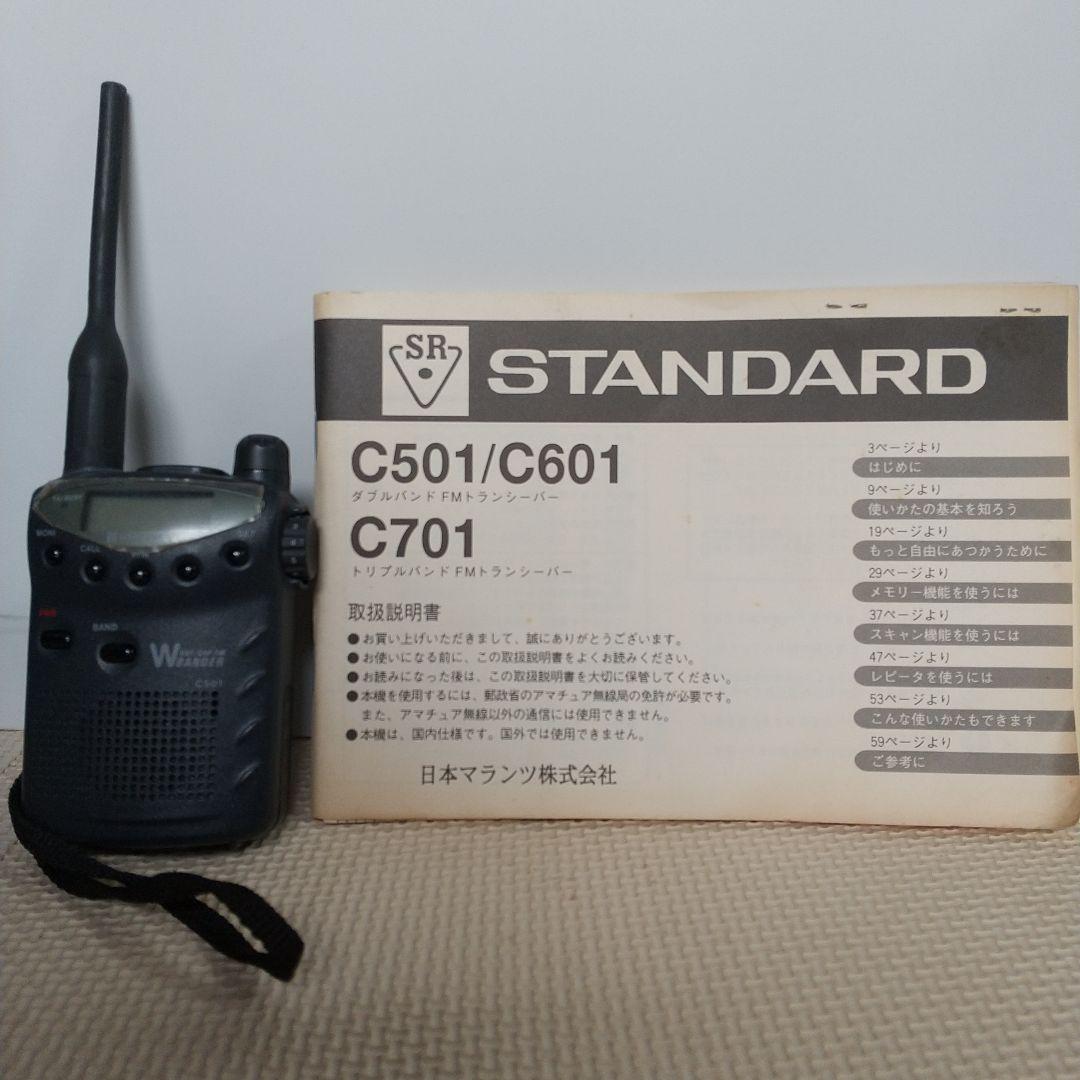 SR STANDARD
C501/C601
ダブルバンド FMトランシーバー
C701
トリプルバンド FMトランシーバー
取扱説明書
●お買い上げいただきまして、誠にありがとうございます。
●お使いになる前に、この取扱説明書をよくお読みください。
●お読みになった後は、この取扱説明書を大切に保管してください。
●本機を使用するには、郵政省のアマチュア無線局の免許が必要です。
また、アマチュア無線以外の通信には使用できません。
●本機は、国内仕様です。国外では使用できません。
日本マランツ株式会社
3ページより
はじめに
9ページより
使いかたの基本を知ろう
19ページより
もっと自由にあつかうために
29ページより
メモリー機能を使うには
37ページより
スキャン機能を使うには
47ページより
レピータを使うには
53ページより
こんな使いかたもできます
59ページより
ご参考に
MONI
CALL
PWR
BAND
WBANDER
C501